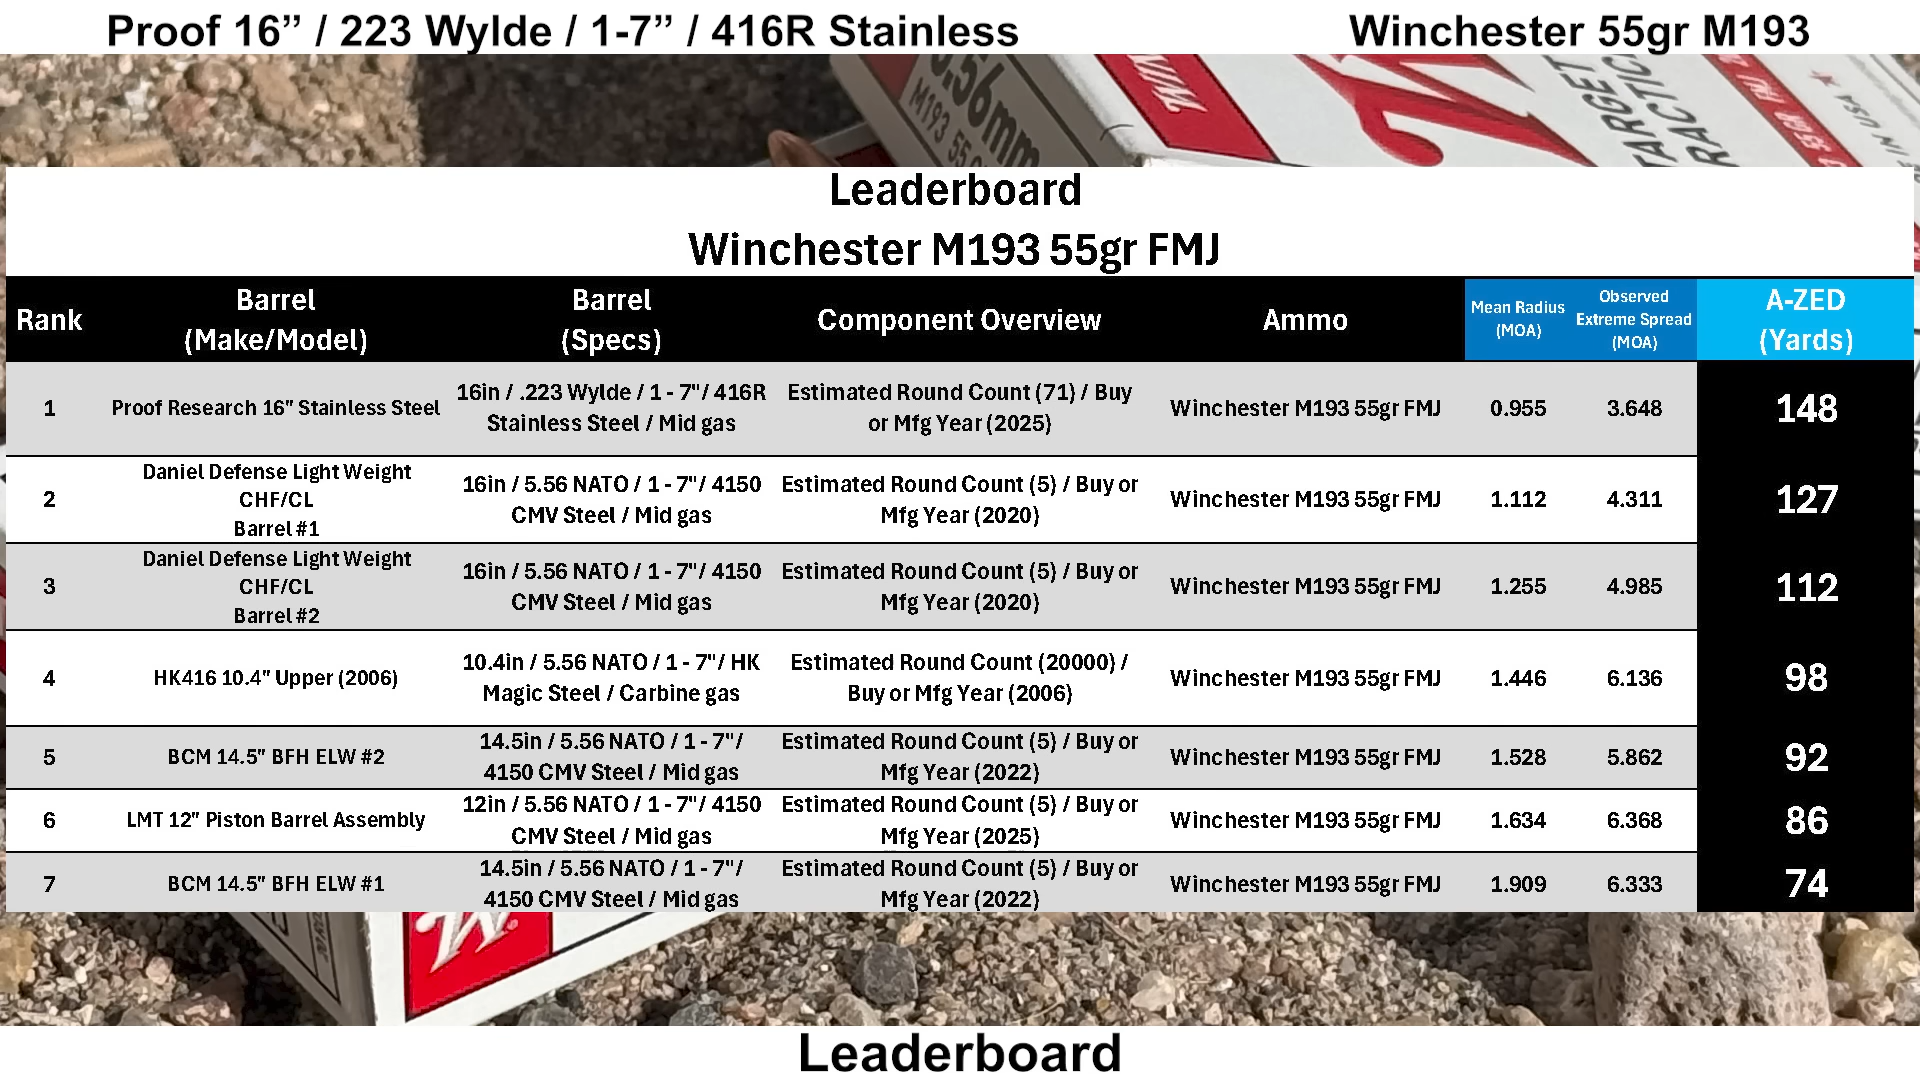 Proof 16” / 223 Wylde / 1-7” / 416R Stainless
Winchester 55gr M193
5.56mm
M193 55
TARGET
MADE IN USA
Leaderboard
Winchester M193 55gr FMJ
Rank
Barrel
(Make/Model)
Barrel
(Specs)
Component Overview
Ammo
Mean Radius
(MOA)
Observed
Extreme Spread
(MOA)
A-ZED
(Yards)
1
Proof Research 16" Stainless Steel
16in / .223 Wylde / 1 - 7"/ 416R
Stainless Steel / Mid gas
Estimated Round Count (71) / Buy
or Mfg Year (2025)
Winchester M193 55gr FMJ
0.955
3.648
148
2
Daniel Defense Light Weight
CHF/CL
Barrel #1
16in / 5.56 NATO / 1 - 7"/ 4150
CMV Steel / Mid gas
Estimated Round Count (5) / Buy or
Mfg Year (2020)
Winchester M193 55gr FMJ
1.112
4.311
127
3
Daniel Defense Light Weight
CHF/CL
Barrel #2
16in / 5.56 NATO / 1 - 7"/ 4150
CMV Steel / Mid gas
Estimated Round Count (5) / Buy or
Mfg Year (2020)
Winchester M193 55gr FMJ
1.255
4.985
112
4
HK416 10.4" Upper (2006)
10.4in / 5.56 NATO / 1 - 7"/ HK
Magic Steel / Carbine gas
Estimated Round Count (20000) /
Buy or Mfg Year (2006)
Winchester M193 55gr FMJ
1.446
6.136
98
5
BCM 14.5" BFH ELW #2
14.5in / 5.56 NATO / 1 - 7"/
4150 CMV Steel / Mid gas
Estimated Round Count (5) / Buy or
Mfg Year (2022)
Winchester M193 55gr FMJ
1.528
5.862
92
6
LMT 12" Piston Barrel Assembly
12in / 5.56 NATO / 1 - 7"/ 4150
CMV Steel / Mid gas
Estimated Round Count (5) / Buy or
Mfg Year (2025)
Winchester M193 55gr FMJ
1.634
6.368
86
7
BCM 14.5" BFH ELW #1
14.5in / 5.56 NATO / 1 - 7"/
4150 CMV Steel / Mid gas
Estimated Round Count (5) / Buy or
Mfg Year (2022)
Winchester M193 55gr FMJ
1.909
6.333
74
Leaderboard